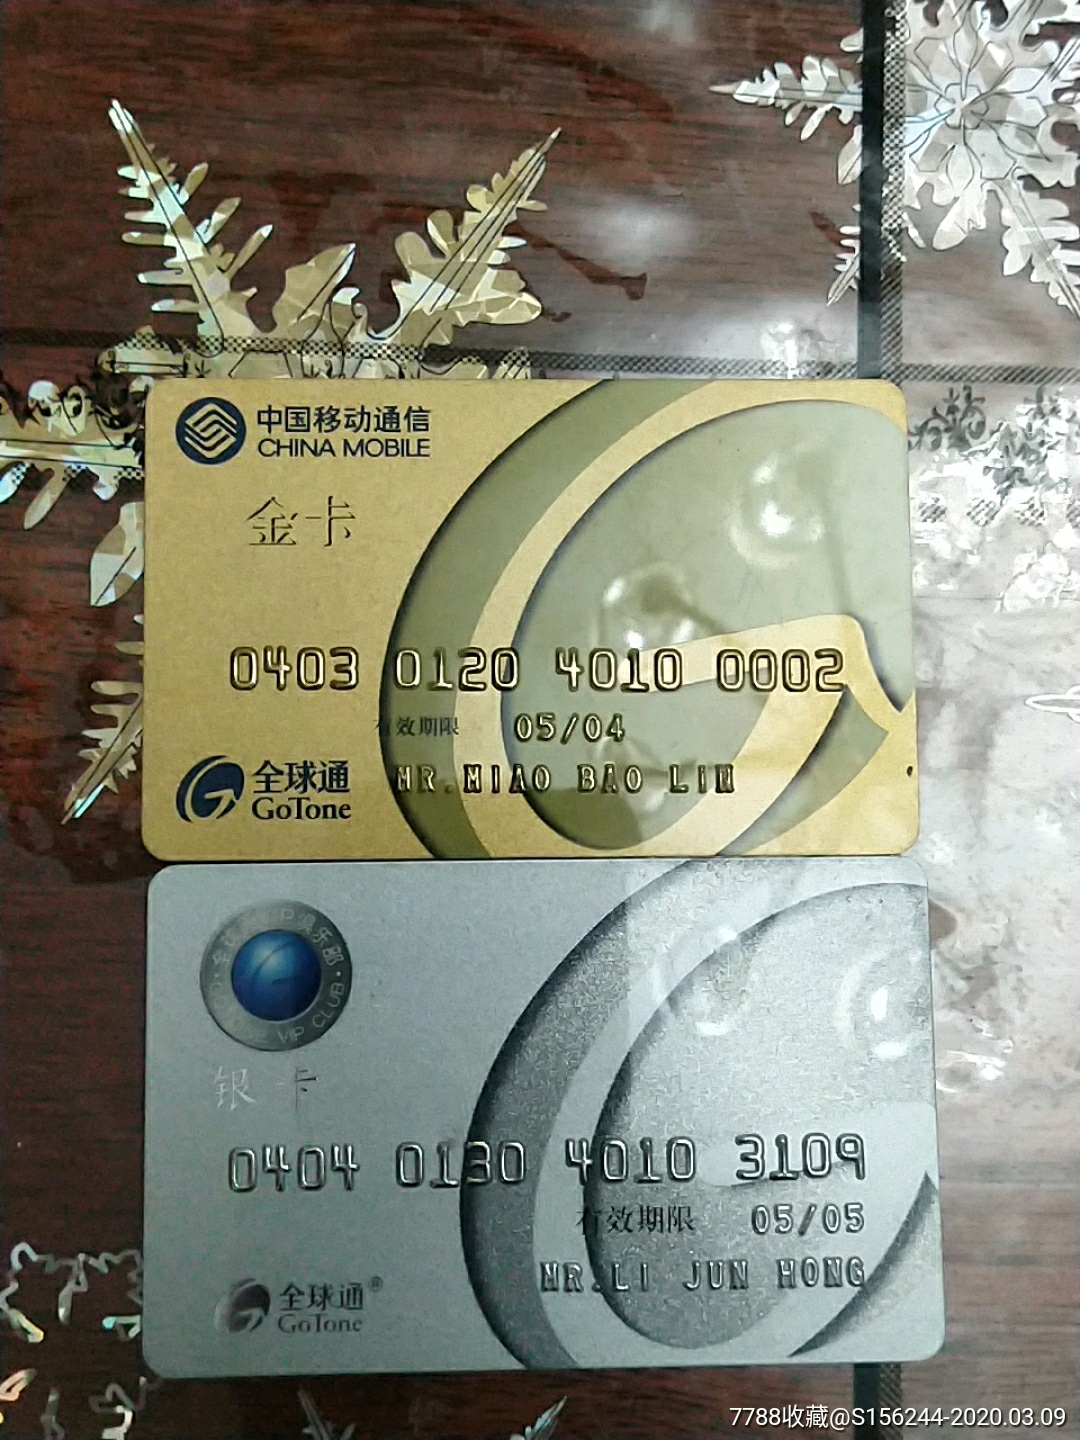 中国移动通信
CHINA MOBILE
金卡
0403 0120 4010 0002
有效期限 05/04
全球通
GoTone
MR.MIAO BAO LIN
俱乐部
VIP CLUB
银卡
0404 0130 4010 3109
有效期限 05/05
MR.LI JUN HONG
全球通®
GoTone
7788收藏@S156244-2020.03.09